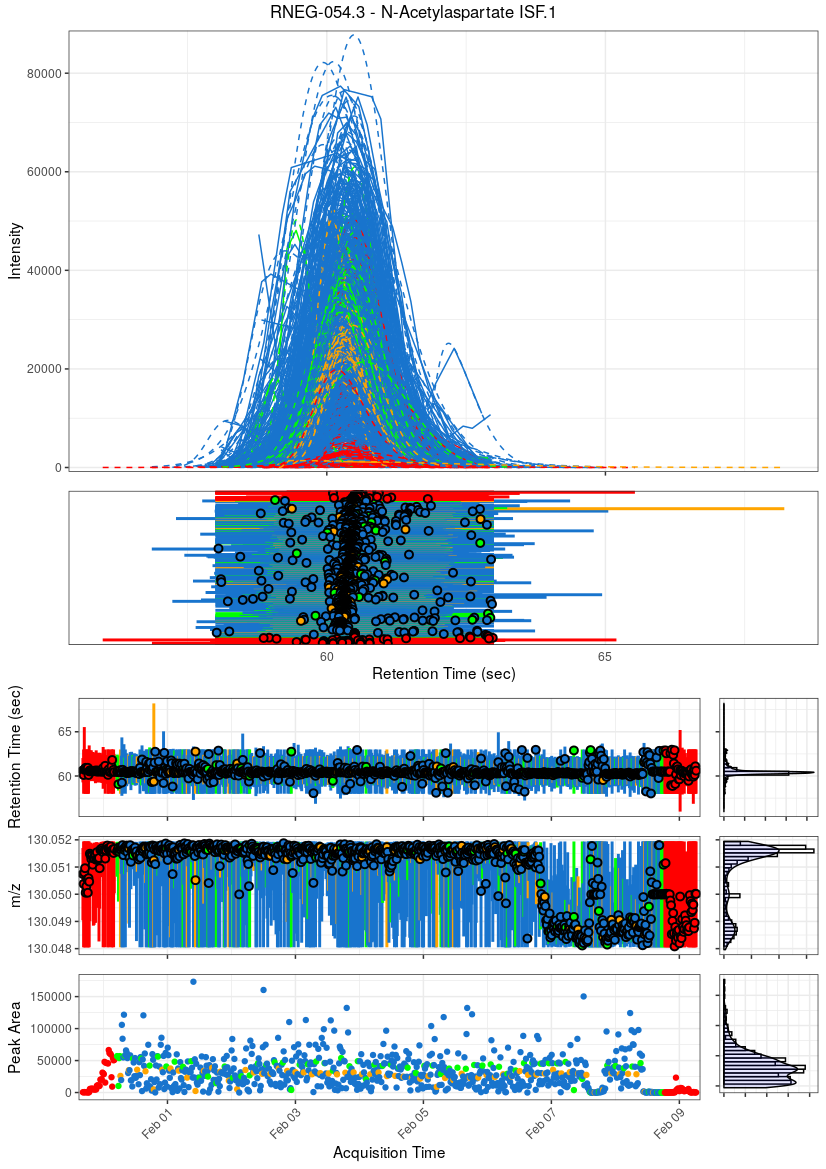 RNEG-054.3 - N-Acetylaspartate ISF.1
80000
60000
40000
20000
0
Intensity
60
65
Retention Time (sec)
65
60
Retention Time (sec)
130.052
130.051
130.050
130.049
130.048
m/z
150000
100000
50000
0
Peak Area
Feb 01
Feb 03
Feb 05
Feb 07
Feb 09
Acquisition Time